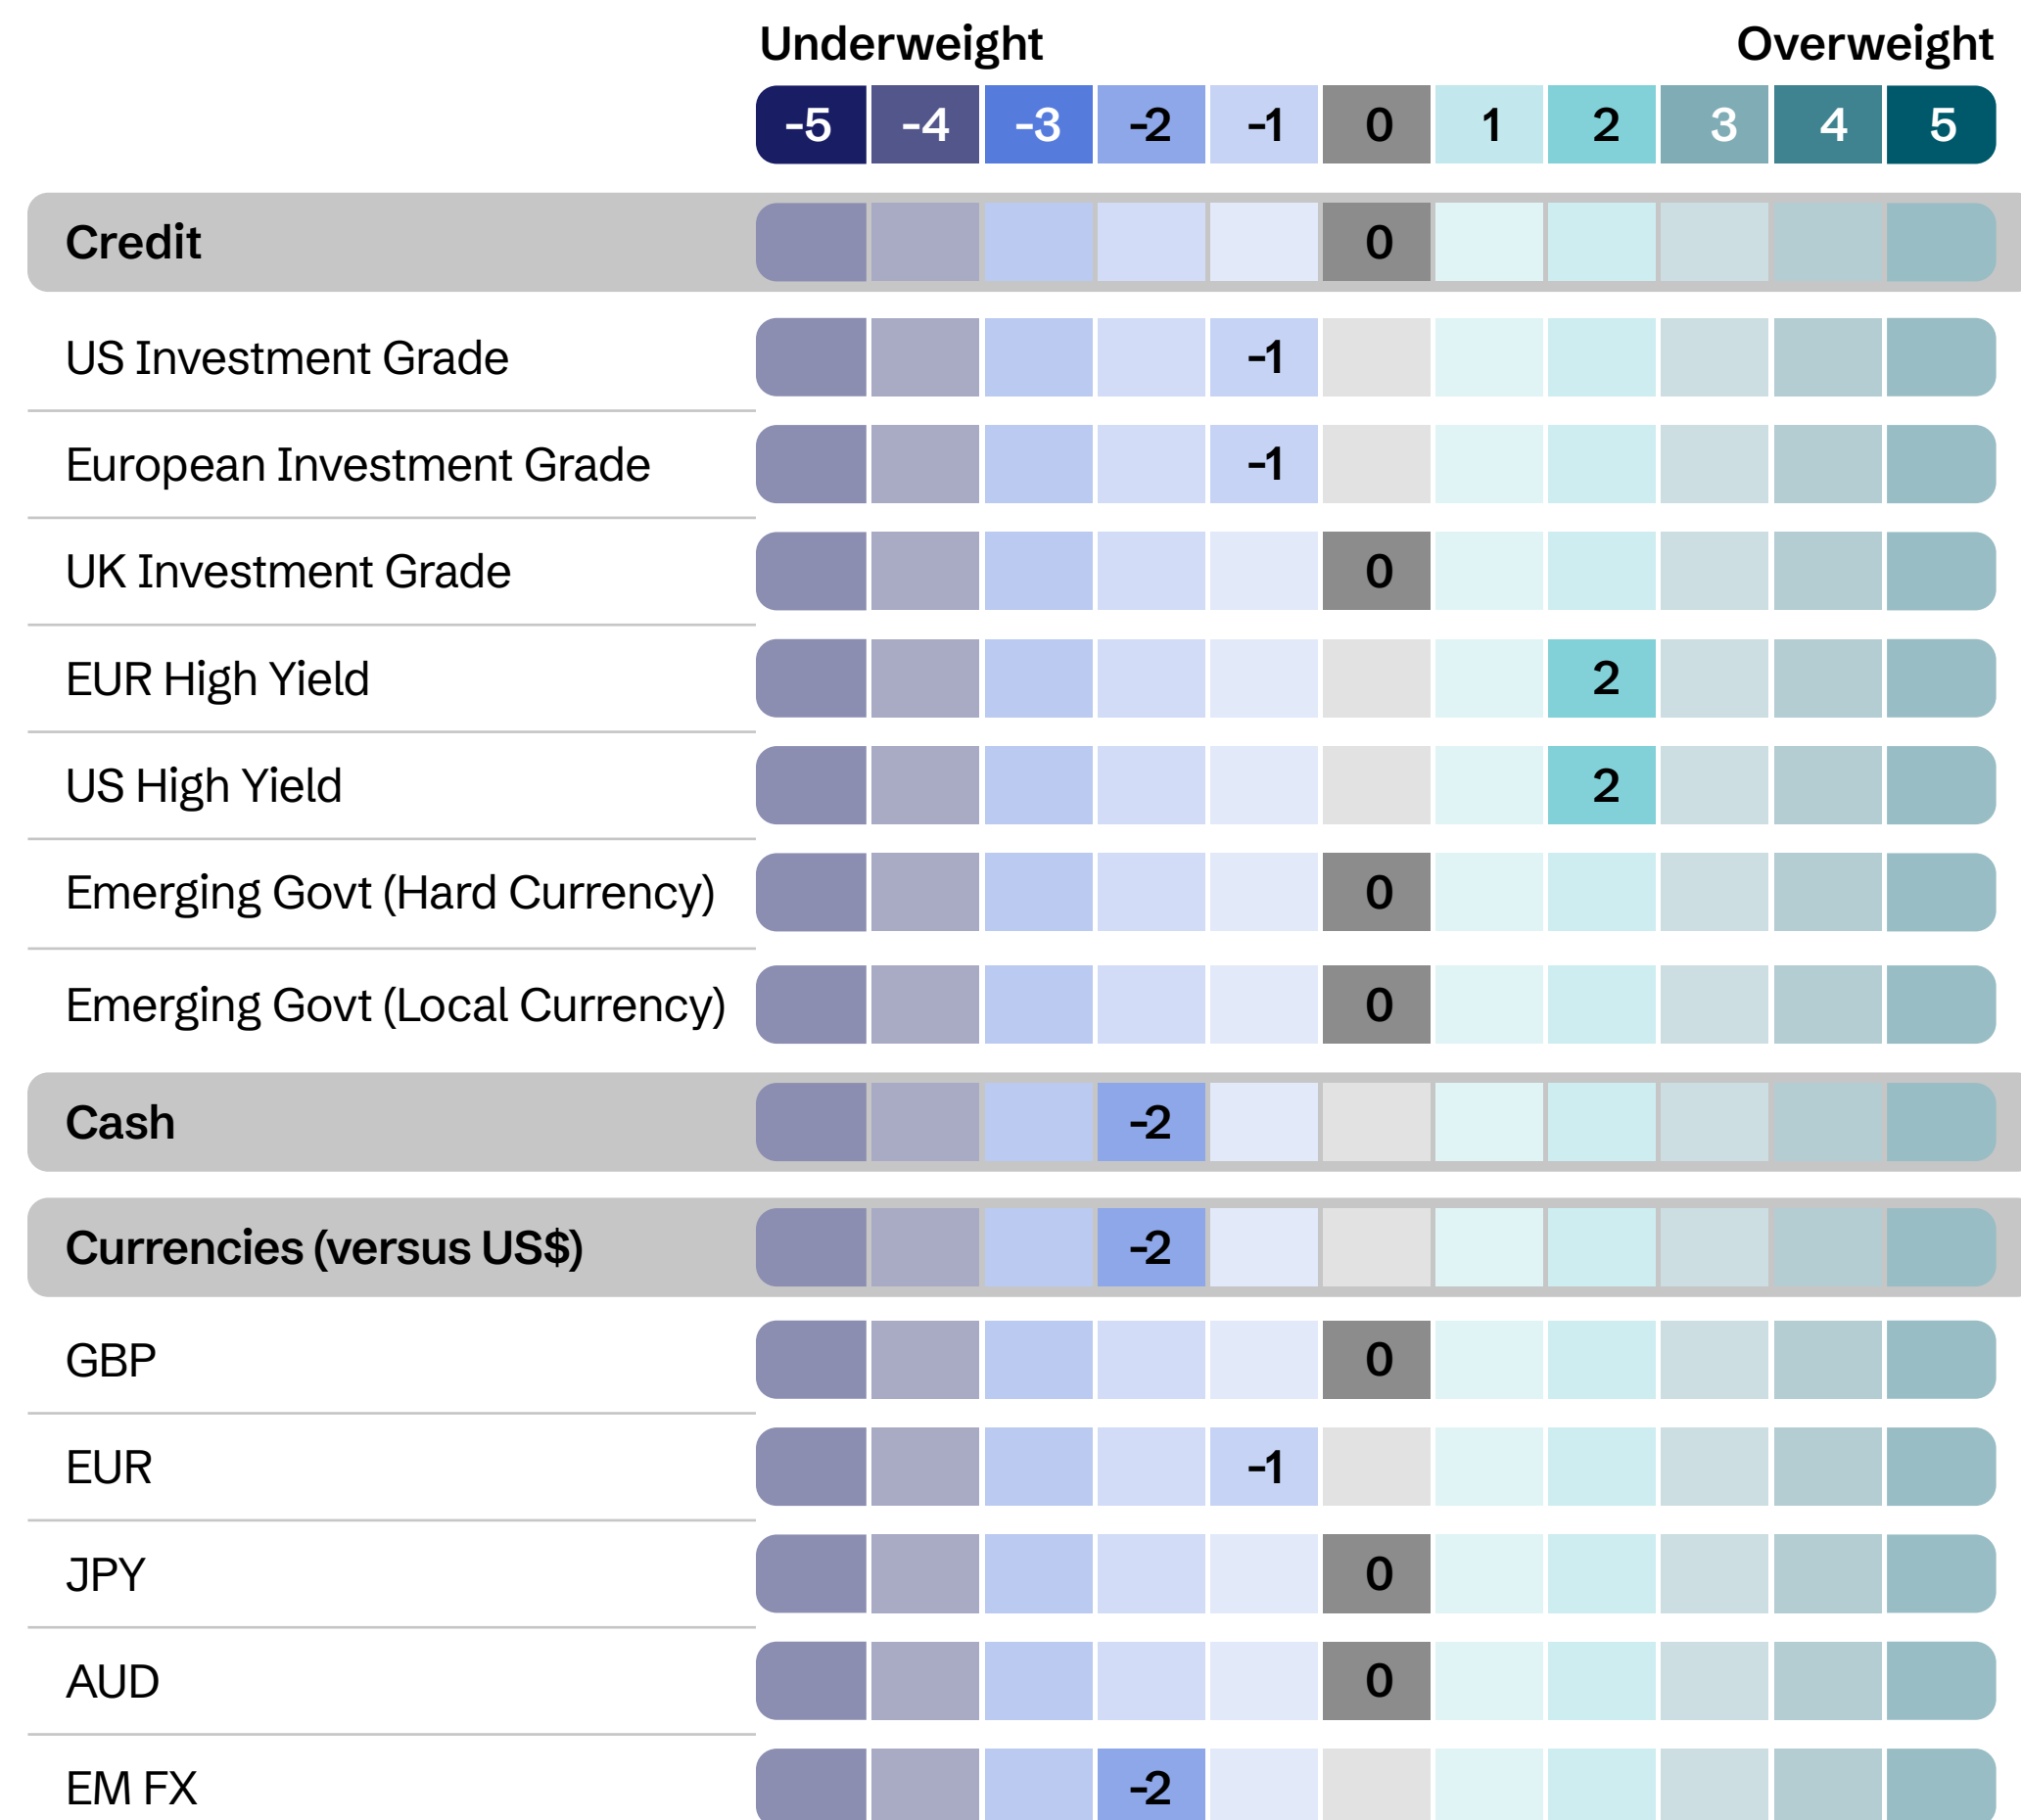 Underweight Overweight
-5 -4 -3 -2 -1 0 1 2 3 4 5
Credit 0
US Investment Grade -1
European Investment Grade -1
UK Investment Grade 0
EUR High Yield 2
US High Yield 2
Emerging Govt (Hard Currency) 0
Emerging Govt (Local Currency) 0
Cash -2
Currencies (versus US$) -2
GBP 0
EUR -1
JPY 0
AUD 0
EM FX -2